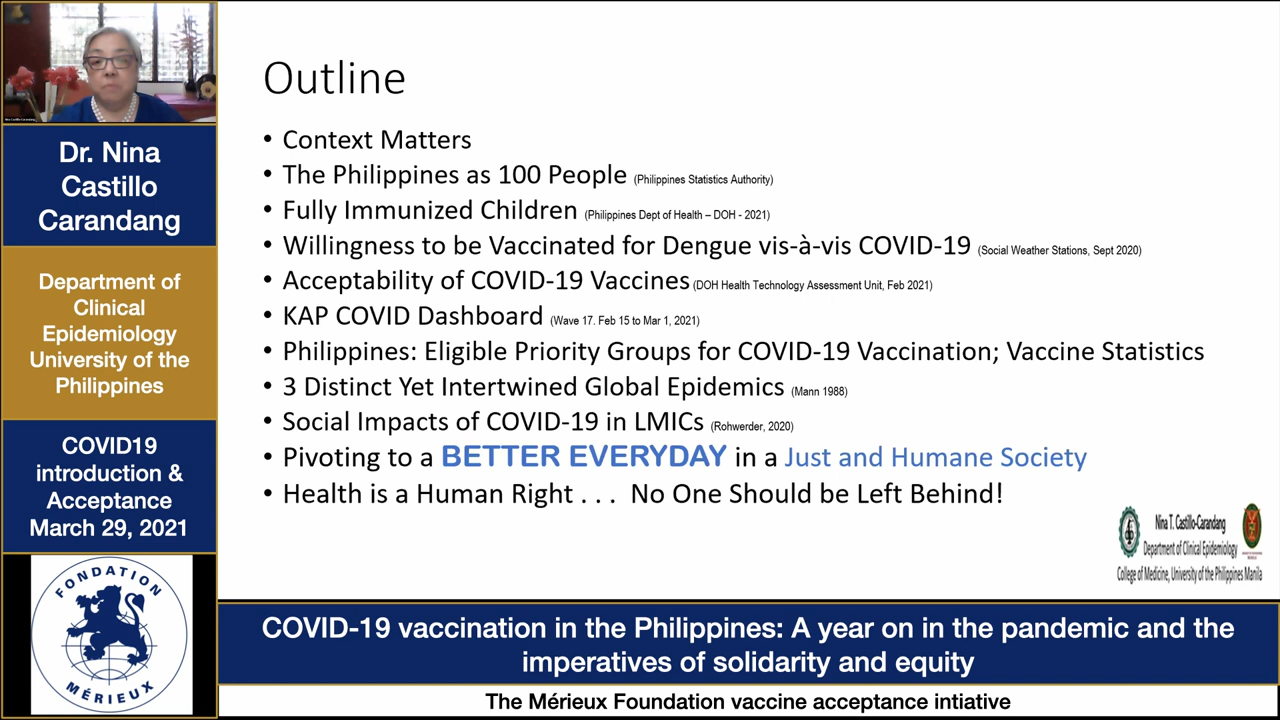 Nina Castillo Carandang
Dr. Nina
Castillo
Carandang
Department of
Clinical
Epidemiology
University of the
Philippines
COVID19
introduction &
Acceptance
March 29, 2021
FONDATION
MÉRIEUX
Outline
• Context Matters
• The Philippines as 100 People (Philippines Statistics Authority)
• Fully Immunized Children (Philippines Dept of Health – DOH - 2021)
• Willingness to be Vaccinated for Dengue vis-à-vis COVID-19 (Social Weather Stations, Sept 2020)
• Acceptability of COVID-19 Vaccines (DOH Health Technology Assessment Unit, Feb 2021)
• KAP COVID Dashboard (Wave 17. Feb 15 to Mar 1, 2021)
• Philippines: Eligible Priority Groups for COVID-19 Vaccination; Vaccine Statistics
• 3 Distinct Yet Intertwined Global Epidemics (Mann 1988)
• Social Impacts of COVID-19 in LMICs (Rohwerder, 2020)
• Pivoting to a BETTER EVERYDAY in a Just and Humane Society
• Health is a Human Right . . . No One Should be Left Behind!
Nina T. Castillo-Carandang
Department of Clinical Epidemiology
College of Medicine, University of the Philippines Manila
COVID-19 vaccination in the Philippines: A year on in the pandemic and the
imperatives of solidarity and equity
The Mérieux Foundation vaccine acceptance intiative